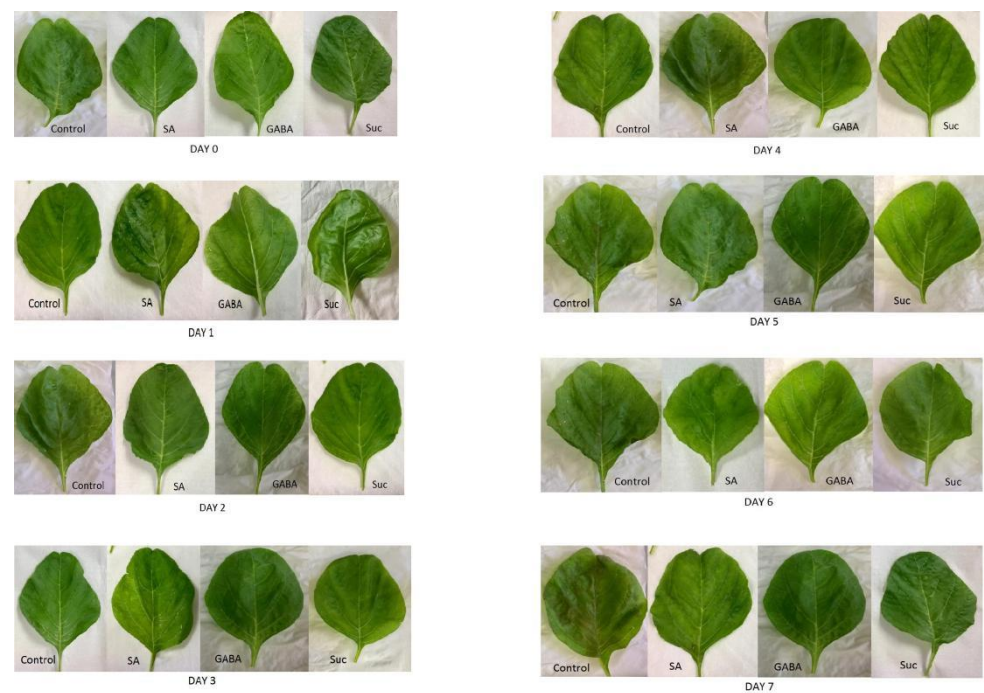 Control SA GABA Suc
DAY 0
Control SA GABA Suc
DAY 1
Control SA GABA Suc
DAY 2
Control SA GABA Suc
DAY 3
Control SA GABA Suc
DAY 4
Control SA GABA Suc
DAY 5
Control SA GABA Suc
DAY 6
Control SA GABA Suc
DAY 7